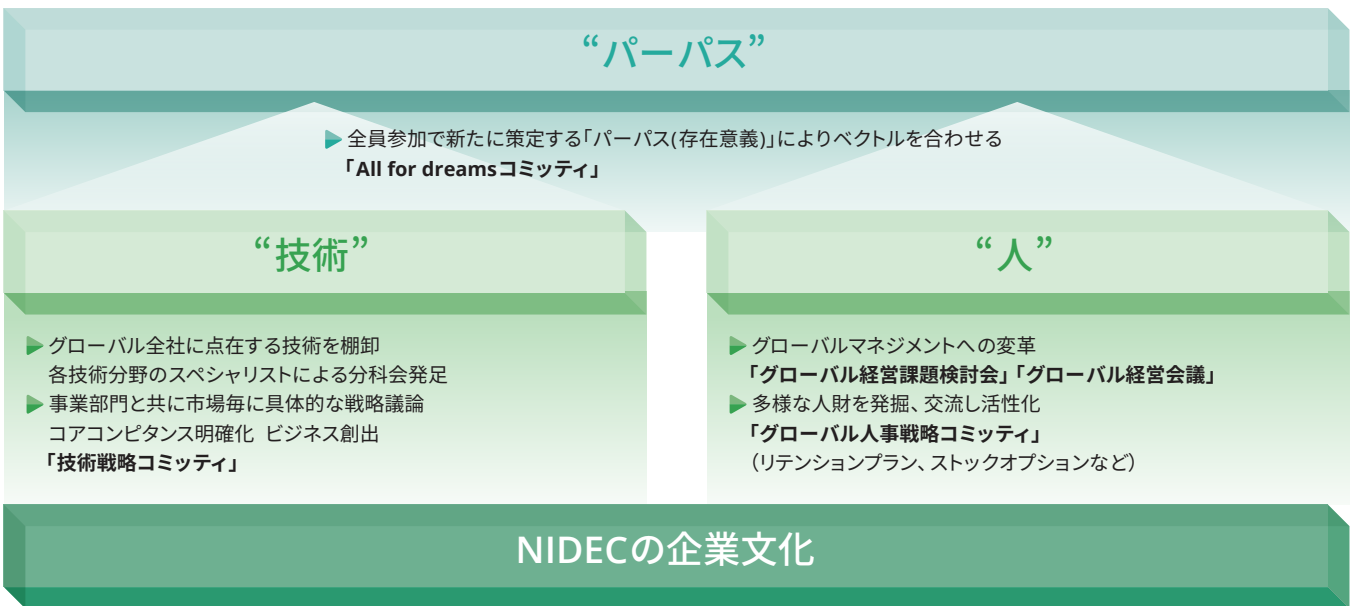 “パーパス”
全員参加で新たに策定する「パーパス(存在意義)」によりベクトルを合わせる
「All for dreamsコミッティ」
“技術”
グローバル全社に点在する技術を棚卸
各技術分野のスペシャリストによる分科会発足
事業部門と共に市場毎に具体的な戦略議論
コアコンピタンス明確化 ビジネス創出
「技術戦略コミッティ」
“人”
グローバルマネジメントへの変革
「グローバル経営課題検討会」「グローバル経営会議」
多様な人財を発掘、交流し活性化
「グローバル人事戦略コミッティ」
（リテンションプラン、ストックオプションなど）
NIDECの企業文化